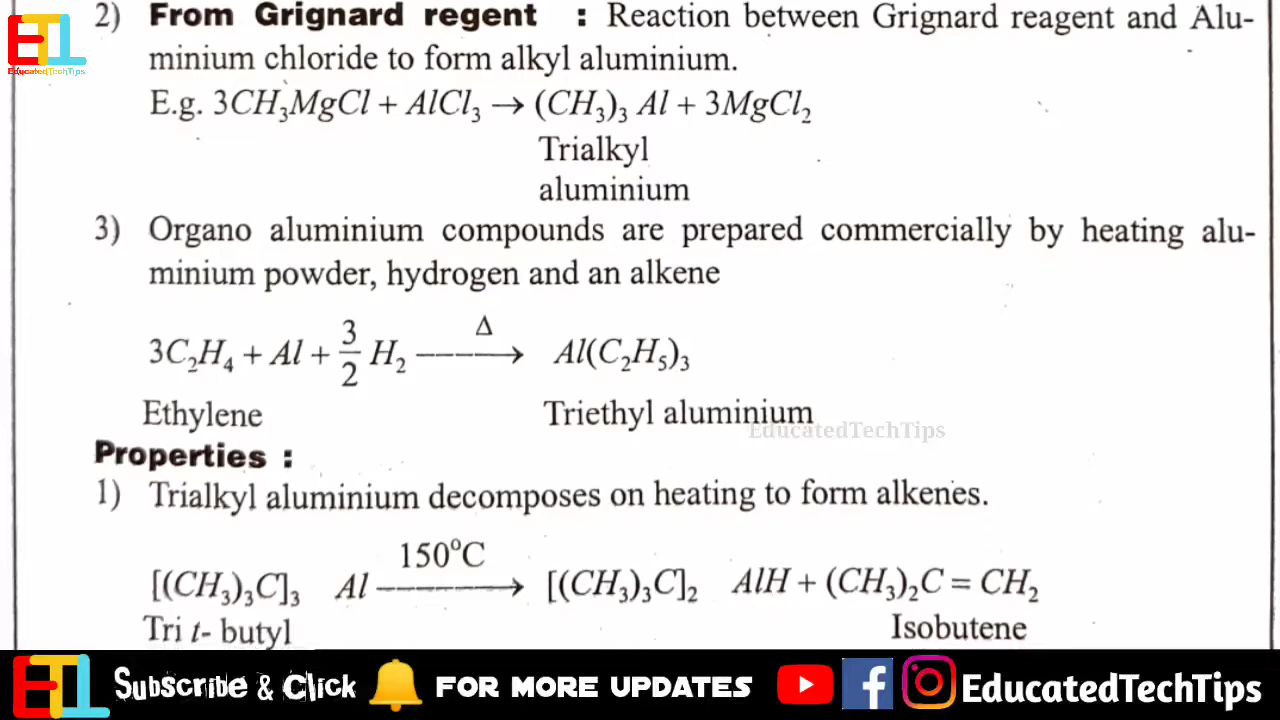 2) From Grignard regent : Reaction between Grignard reagent and Alu-
minium chloride to form alkyl aluminium.
E.g. 3CH₃MgCl + AlCl₃ → (CH₃)₃ Al + 3MgCl₂
Trialkyl
aluminium
3) Organo aluminium compounds are prepared commercially by heating alu-
minium powder, hydrogen and an alkene
3C₂H₄ + Al + 3/2 H₂ —Δ→ Al(C₂H₅)₃
Ethylene Triethyl aluminium
EducatedTechTips
Properties :
1) Trialkyl aluminium decomposes on heating to form alkenes.
[(CH₃)₃C]₃ Al —150⁰C→ [(CH₃)₃C]₂ AlH + (CH₃)₂C = CH₂
Tri t- butyl Isobutene
ETL
EducatedTechTips
ETL Subscribe & Click FOR MORE UPDATES EducatedTechTips